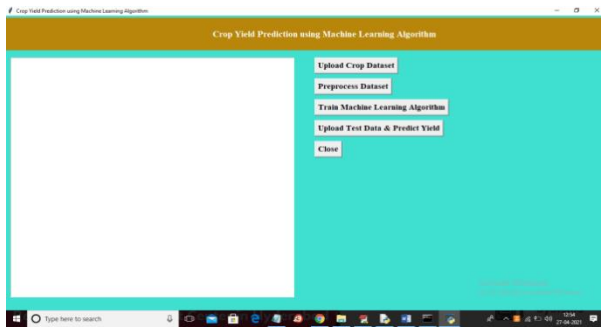 Crop Yield Prediction using Machine Learning Algorithm
Crop Yield Prediction using Machine Learning Algorithm
Upload Crop Dataset
Preprocess Dataset
Train Machine Learning Algorithm
Upload Test Data & Predict Yield
Close
Type here to search
12:54
27-04-2021